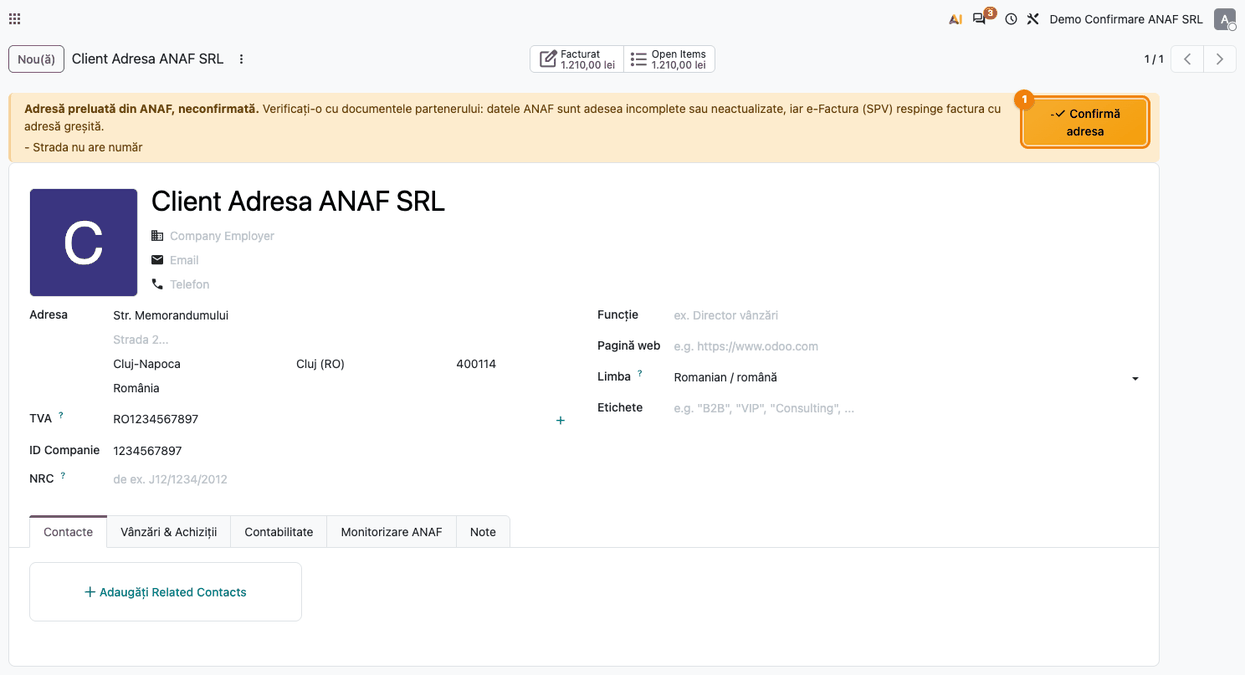 AI
3
Demo Confirmare ANAF SRL
A
Nou(ă)
Client Adresa ANAF SRL
Facturat
1.210,00 lei
Open Items
1.210,00 lei
1 / 1
Adresă preluată din ANAF, neconfirmată. Verificați-o cu documentele partenerului: datele ANAF sunt adesea incomplete sau neactualizate, iar e-Factura (SPV) respinge factura cu
adresă greșită.
- Strada nu are număr
1
Confirmă
adresa
C
Client Adresa ANAF SRL
Company Employer
Email
Telefon
Adresa
Str. Memorandumului
Strada 2...
Cluj-Napoca
Cluj (RO)
400114
România
TVA ?
RO1234567897
+
ID Companie
1234567897
NRC ?
de ex. J12/1234/2012
Funcție
ex. Director vânzări
Pagină web
e.g. https://www.odoo.com
Limba ?
Romanian / română
Etichete
e.g. "B2B", "VIP", "Consulting", ...
Contacte
Vânzări & Achiziții
Contabilitate
Monitorizare ANAF
Note
+ Adaugăți Related Contacts